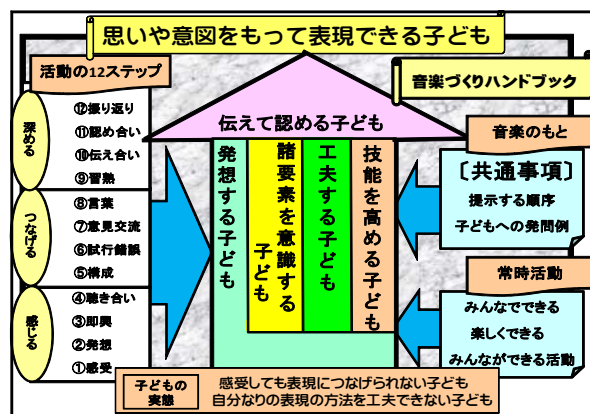 思いや意図をもって表現できる子ども
活動の12ステップ
深める
⑫振り返り
⑪認め合い
⑩伝え合い
⑨習熟
つなげる
⑧言葉
⑦意見交流
⑥試行錯誤
⑤構成
感じる
④聴き合い
③即興
②発想
①感受
伝えて認める子ども
発想する子ども
諸要素を意識する
子ども
工夫する子ども
技能を高める子ども
音楽づくりハンドブック
音楽のもと
〔共通事項〕
提示する順序
子どもへの発問例
常時活動
みんなでできる
楽しくできる
みんなができる活動
子どもの
実態
感受しても表現につなげられない子ども
自分なりの表現の方法を工夫できない子ども